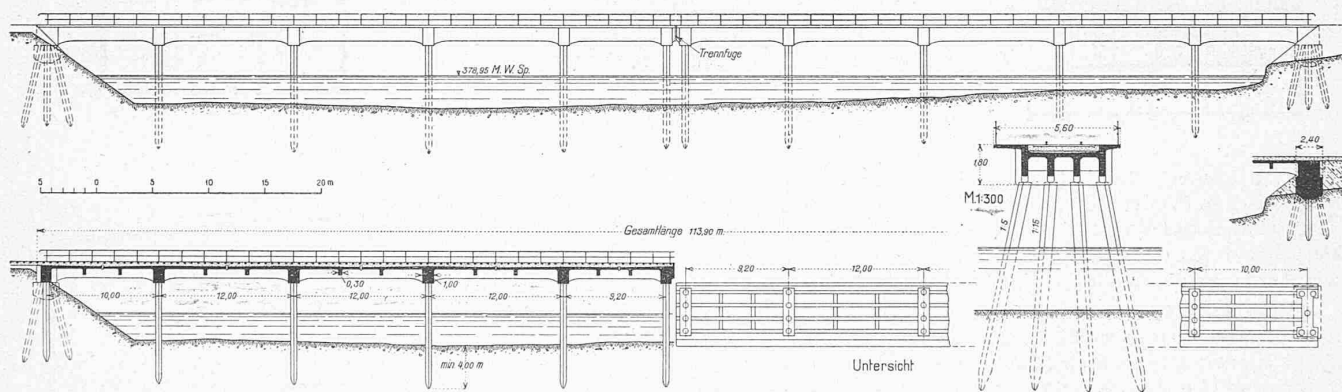 Trennfuge
378,95 M.W. Sp.
5,60
1,80
2,40
5 0 5 10 15 20 m
M.1:300
1:5
1:15
Gesamtlänge 113,90 m.
0,30
1,00
10,00
12,00
12,00
12,00
9,20
9,20
12,00
10,00
min 4,00 m
Untersicht